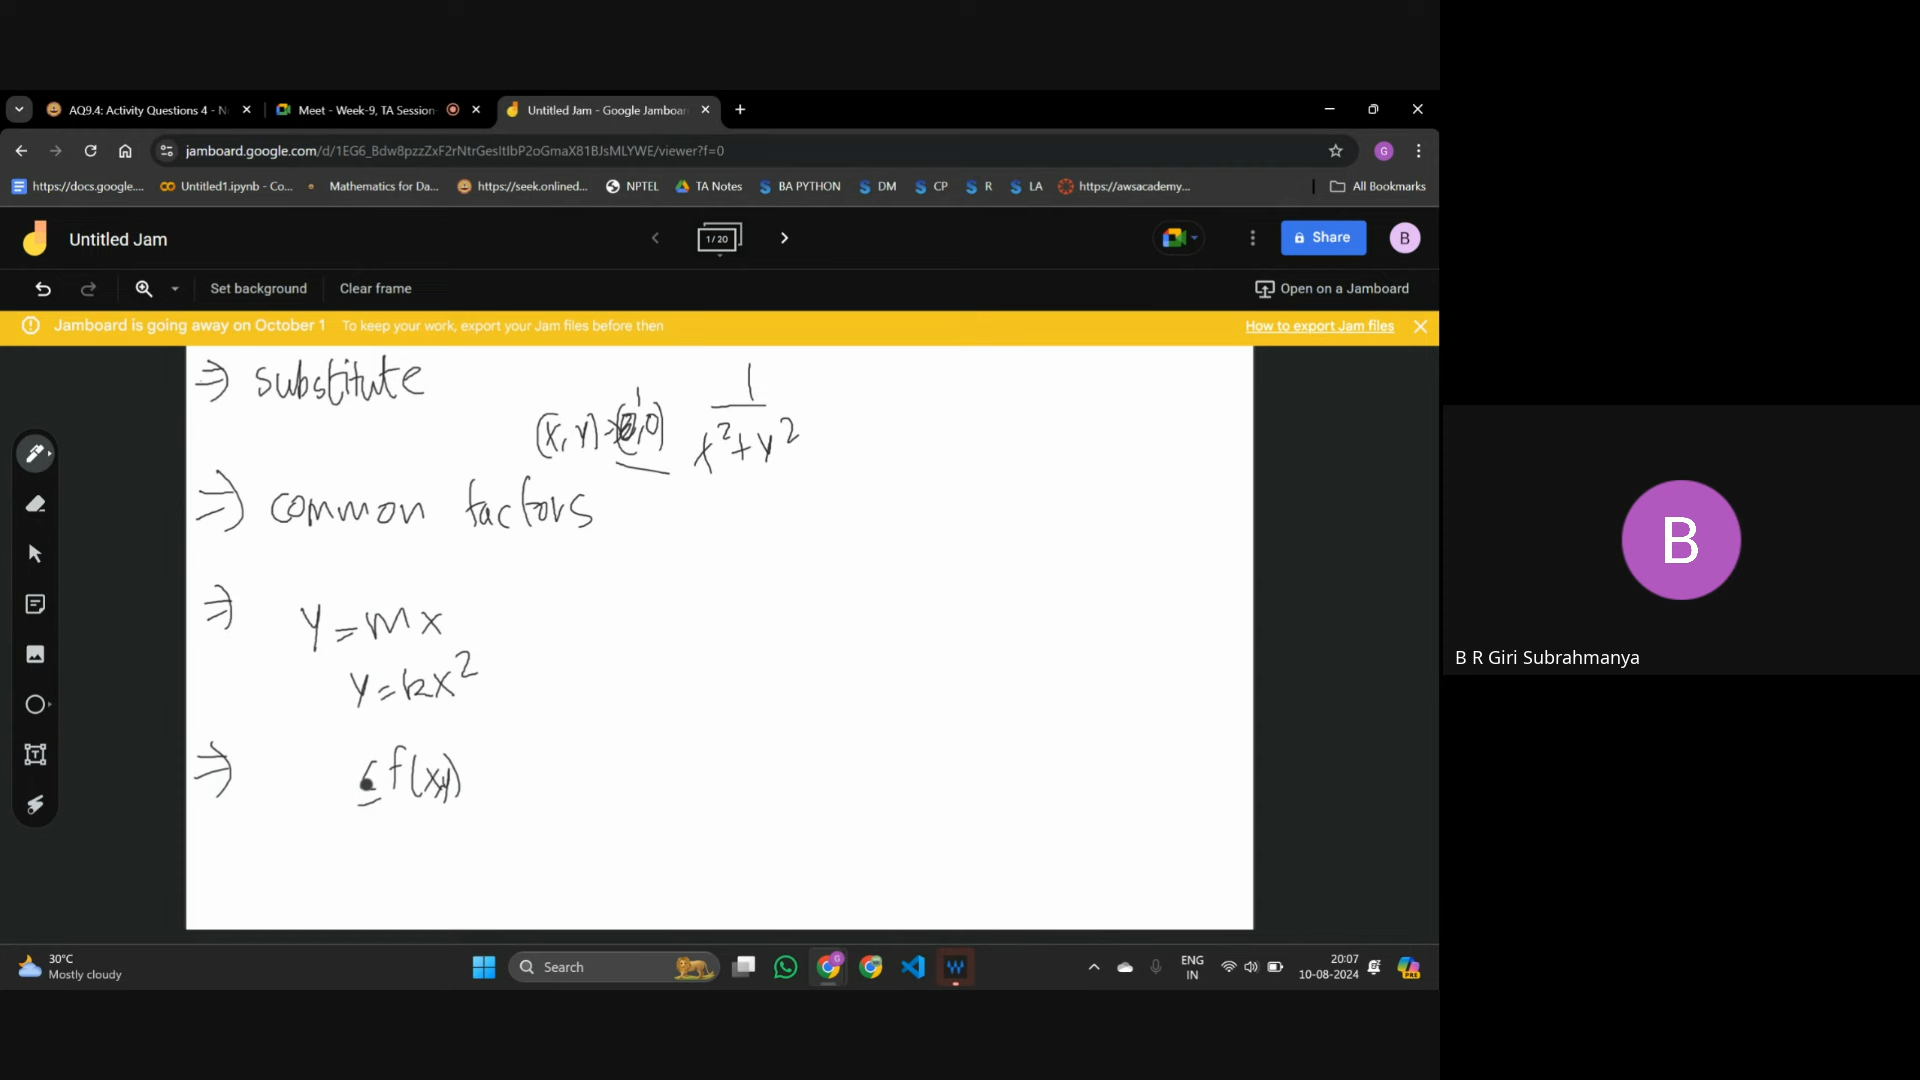 AQ9.4: Activity Questions 4 - N
Meet - Week-9, TA Session
Untitled Jam - Google Jamboar
jamboard.google.com/d/1EG6_Bdw8pzzZxF2rNtrGesItIbP2oGmaX81BJsMLYWE/viewer?f=0
G
https://docs.google....
Untitled1.ipynb - Co...
Mathematics for Da...
https://seek.onlined...
NPTEL
TA Notes
BA PYTHON
DM
CP
R
LA
https://awsacademy...
All Bookmarks
Untitled Jam
1 / 20
Share
B
Set background
Clear frame
Open on a Jamboard
Jamboard is going away on October 1 To keep your work, export your Jam files before then
How to export Jam files
⇒ substitute
1
(x, y) → ( ,0)
1
x²+y²
⇒ common factors
⇒ y = mx
y = kx²
⇒ f(x,y)
B
B R Giri Subrahmanya
30°C
Mostly cloudy
Search
ENG
IN
20:07
10-08-2024
PRE